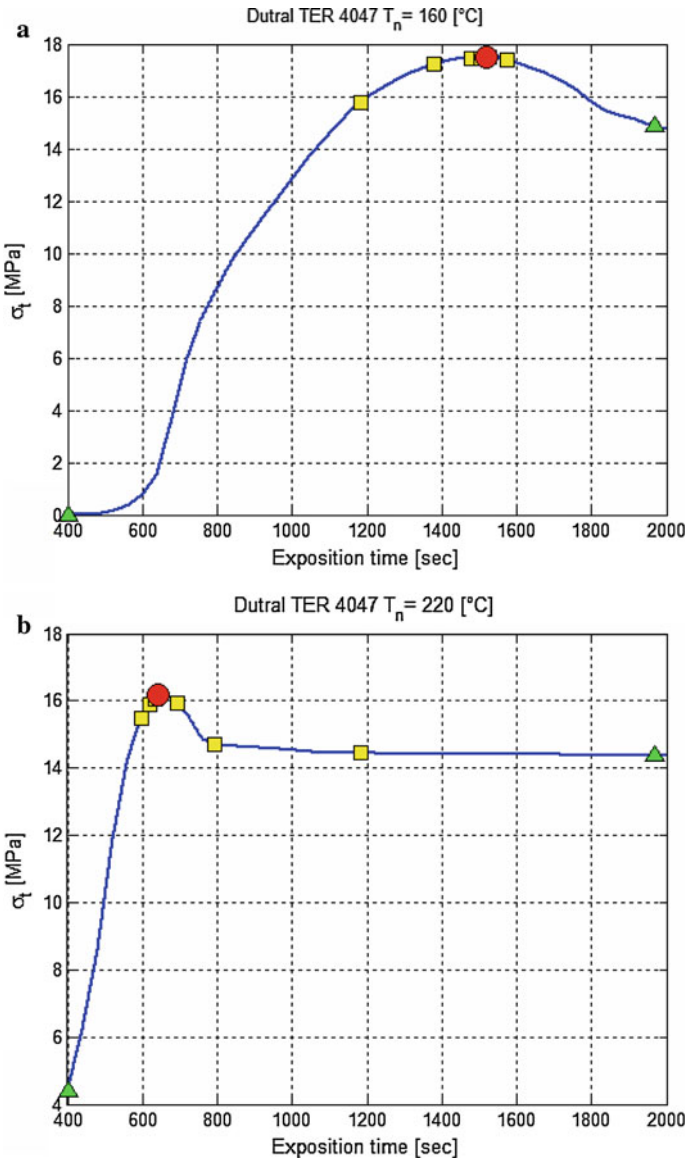 a
Dutral TER 4047 Tn= 160 [°C]
18
16
14
12
10
8
6
4
2
0
σt [MPa]
400 600 800 1000 1200 1400 1600 1800 2000
Exposition time [sec]
b
Dutral TER 4047 Tn= 220 [°C]
18
16
14
12
10
8
6
4
σt [MPa]
400 600 800 1000 1200 1400 1600 1800 2000
Exposition time [sec]